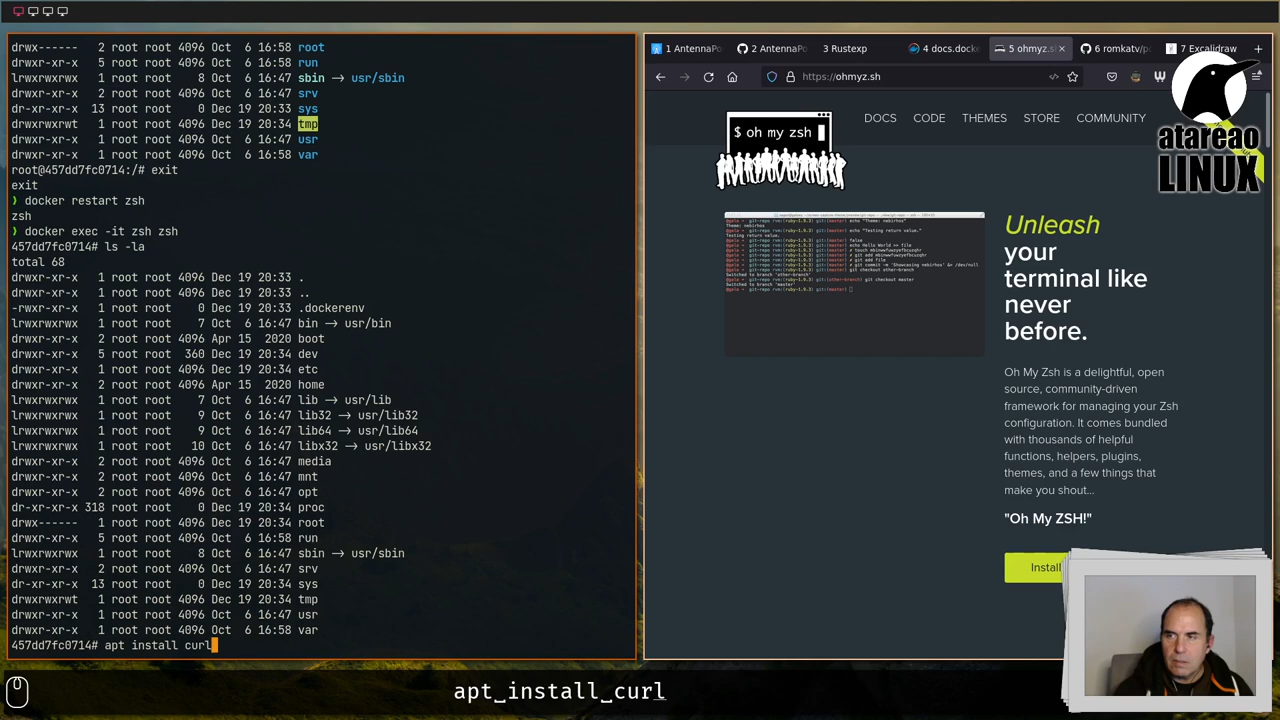 drwx------  2 root root 4096 Oct  6 16:58 root
drwxr-xr-x  5 root root 4096 Oct  6 16:58 run
lrwxrwxrwx  1 root root    8 Oct  6 16:47 sbin → usr/sbin
drwxr-xr-x  2 root root 4096 Oct  6 16:47 srv
dr-xr-xr-x 13 root root    0 Dec 19 20:33 sys
drwxrwxrwt  1 root root 4096 Dec 19 20:34 tmp
drwxr-xr-x  1 root root 4096 Oct  6 16:47 usr
drwxr-xr-x  1 root root 4096 Oct  6 16:58 var
root@457dd7fc0714:/# exit
exit
❯ docker restart zsh
zsh
❯ docker exec -it zsh zsh
457dd7fc0714# ls -la
total 68
drwxr-xr-x   1 root root 4096 Dec 19 20:33 .
drwxr-xr-x   1 root root 4096 Dec 19 20:33 ..
-rwxr-xr-x   1 root root    0 Dec 19 20:33 .dockerenv
lrwxrwxrwx   1 root root    7 Oct  6 16:47 bin → usr/bin
drwxr-xr-x   2 root root 4096 Apr 15  2020 boot
drwxr-xr-x   5 root root  360 Dec 19 20:34 dev
drwxr-xr-x   1 root root 4096 Dec 19 20:34 etc
drwxr-xr-x   2 root root 4096 Apr 15  2020 home
lrwxrwxrwx   1 root root    7 Oct  6 16:47 lib → usr/lib
lrwxrwxrwx   1 root root    9 Oct  6 16:47 lib32 → usr/lib32
lrwxrwxrwx   1 root root    9 Oct  6 16:47 lib64 → usr/lib64
lrwxrwxrwx   1 root root   10 Oct  6 16:47 libx32 → usr/libx32
drwxr-xr-x   2 root root 4096 Oct  6 16:47 media
drwxr-xr-x   2 root root 4096 Oct  6 16:47 mnt
drwxr-xr-x   2 root root 4096 Oct  6 16:47 opt
dr-xr-xr-x 318 root root    0 Dec 19 20:34 proc
drwx------   1 root root 4096 Dec 19 20:34 root
drwxr-xr-x   5 root root 4096 Oct  6 16:58 run
lrwxrwxrwx   1 root root    8 Oct  6 16:47 sbin → usr/sbin
drwxr-xr-x   2 root root 4096 Oct  6 16:47 srv
dr-xr-xr-x  13 root root    0 Dec 19 20:34 sys
drwxrwxrwt   1 root root 4096 Dec 19 20:34 tmp
drwxr-xr-x   1 root root 4096 Oct  6 16:47 usr
drwxr-xr-x   1 root root 4096 Oct  6 16:58 var
457dd7fc0714# apt install curl
1 AntennaPo 2 AntennaPo 3 Rustexp 4 docs.docke 5 ohmyz.sh 6 romkatv/p 7 Excalidraw
https://ohmyz.sh
$ oh my zsh
DOCS CODE THEMES STORE COMMUNITY
atareao
LINUX
Unleash
your
terminal like
never
before.
Oh My Zsh is a delightful, open
source, community-driven
framework for managing your Zsh
configuration. It comes bundled
with thousands of helpful
functions, helpers, plugins,
themes, and a few things that
make you shout...
"Oh My ZSH!"
Install
apt_install_curl